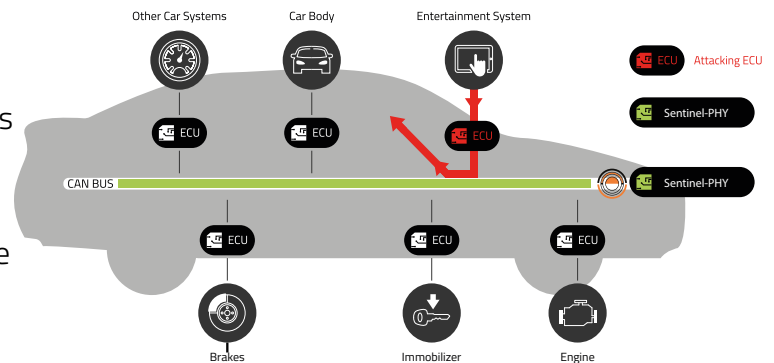 Other Car Systems
Car Body
Entertainment System
ECU
Attacking ECU
s
Sentinel-PHY
ECU
ECU
ECU
CAN BUS
Sentinel-PHY
e
ECU
ECU
ECU
Brakes
Immobilizer
Engine